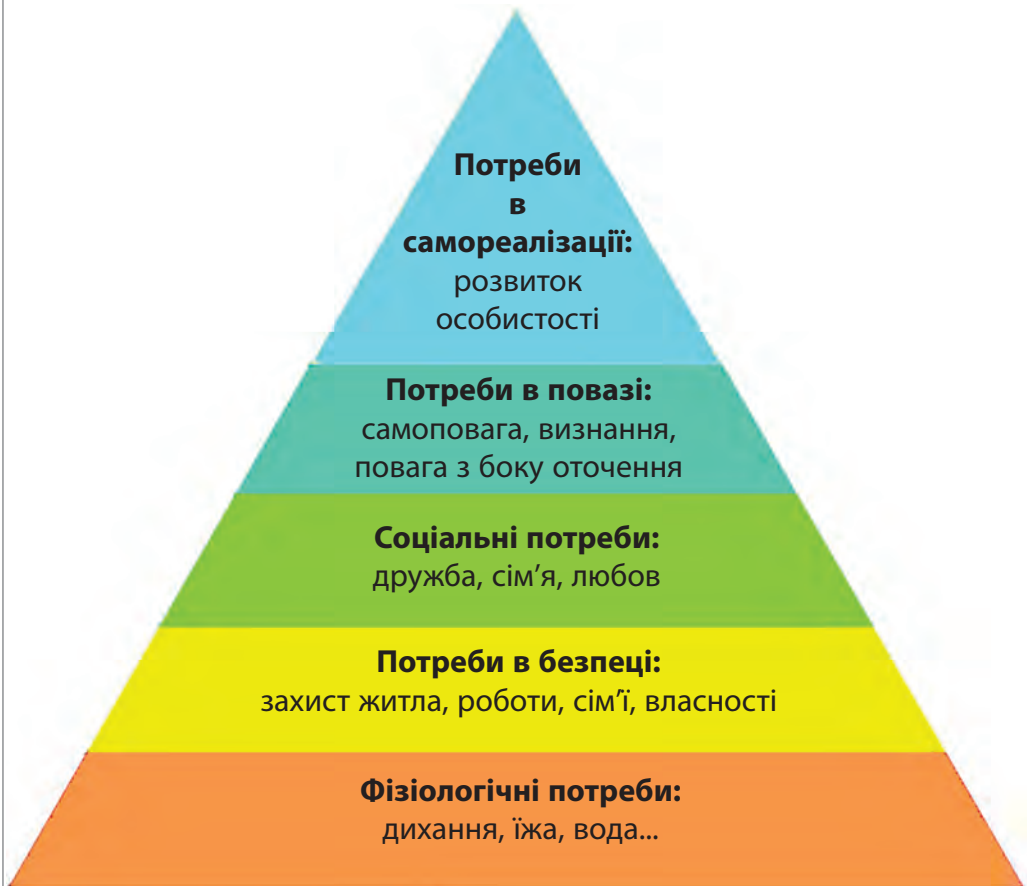 Потреби
в
самореалізації:
розвиток
особистості
Потреби в повазі:
самоповага, визнання,
повага з боку оточення
Соціальні потреби:
дружба, сім’я, любов
Потреби в безпеці:
захист житла, роботи, сім’ї, власності
Фізіологічні потреби:
дихання, їжа, вода...